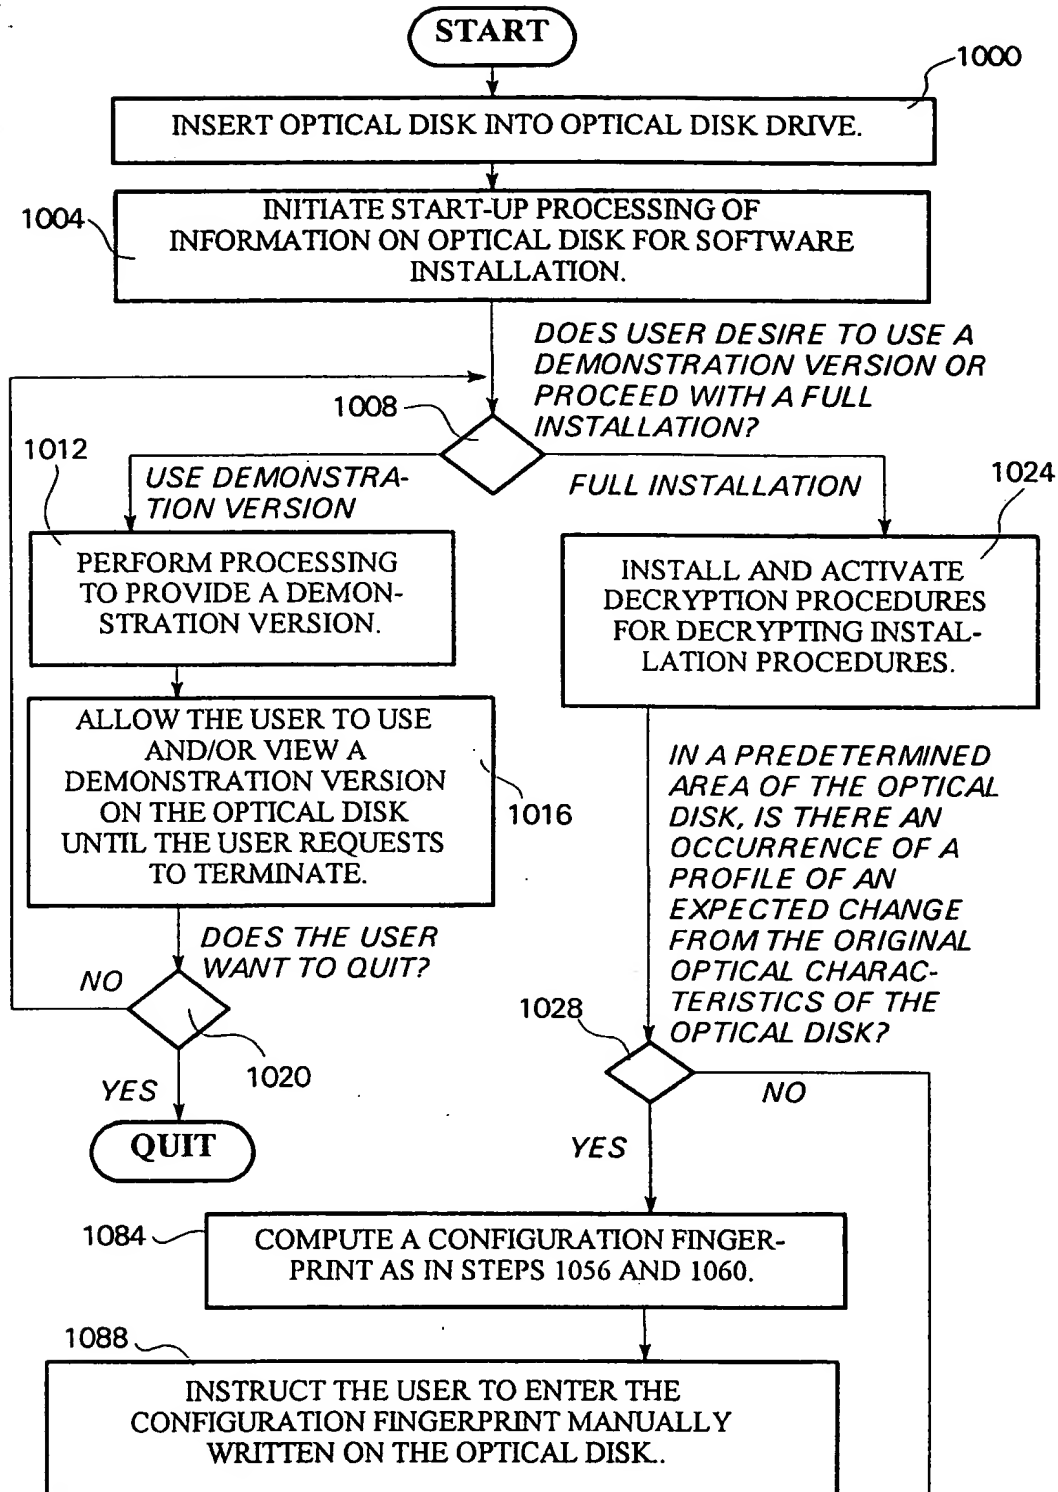 START
1000
INSERT OPTICAL DISK INTO OPTICAL DISK DRIVE.
1004
INITIATE START-UP PROCESSING OF
INFORMATION ON OPTICAL DISK FOR SOFTWARE
INSTALLATION.
DOES USER DESIRE TO USE A
DEMONSTRATION VERSION OR
PROCEED WITH A FULL
INSTALLATION?
1008
1012
USE DEMONSTRA-
TION VERSION
FULL INSTALLATION
1024
PERFORM PROCESSING
TO PROVIDE A DEMON-
STRATION VERSION.
INSTALL AND ACTIVATE
DECRYPTION PROCEDURES
FOR DECRYPTING INSTAL-
LATION PROCEDURES.
ALLOW THE USER TO USE
AND/OR VIEW A
DEMONSTRATION VERSION
ON THE OPTICAL DISK
UNTIL THE USER REQUESTS
TO TERMINATE.
1016
IN A PREDETERMINED
AREA OF THE OPTICAL
DISK, IS THERE AN
OCCURRENCE OF A
PROFILE OF AN
EXPECTED CHANGE
FROM THE ORIGINAL
OPTICAL CHARAC-
TERISTICS OF THE
OPTICAL DISK?
DOES THE USER
WANT TO QUIT?
NO
1020
YES
QUIT
1028
NO
YES
1084
COMPUTE A CONFIGURATION FINGER-
PRINT AS IN STEPS 1056 AND 1060.
1088
INSTRUCT THE USER TO ENTER THE
CONFIGURATION FINGERPRINT MANUALLY
WRITTEN ON THE OPTICAL DISK..